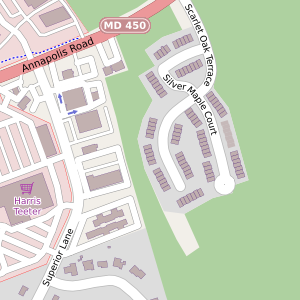 MD 450
Annapolis Road
Scarlet Oak Terrace
Silver Maple Court
Harris
Teeter
Superior Lane